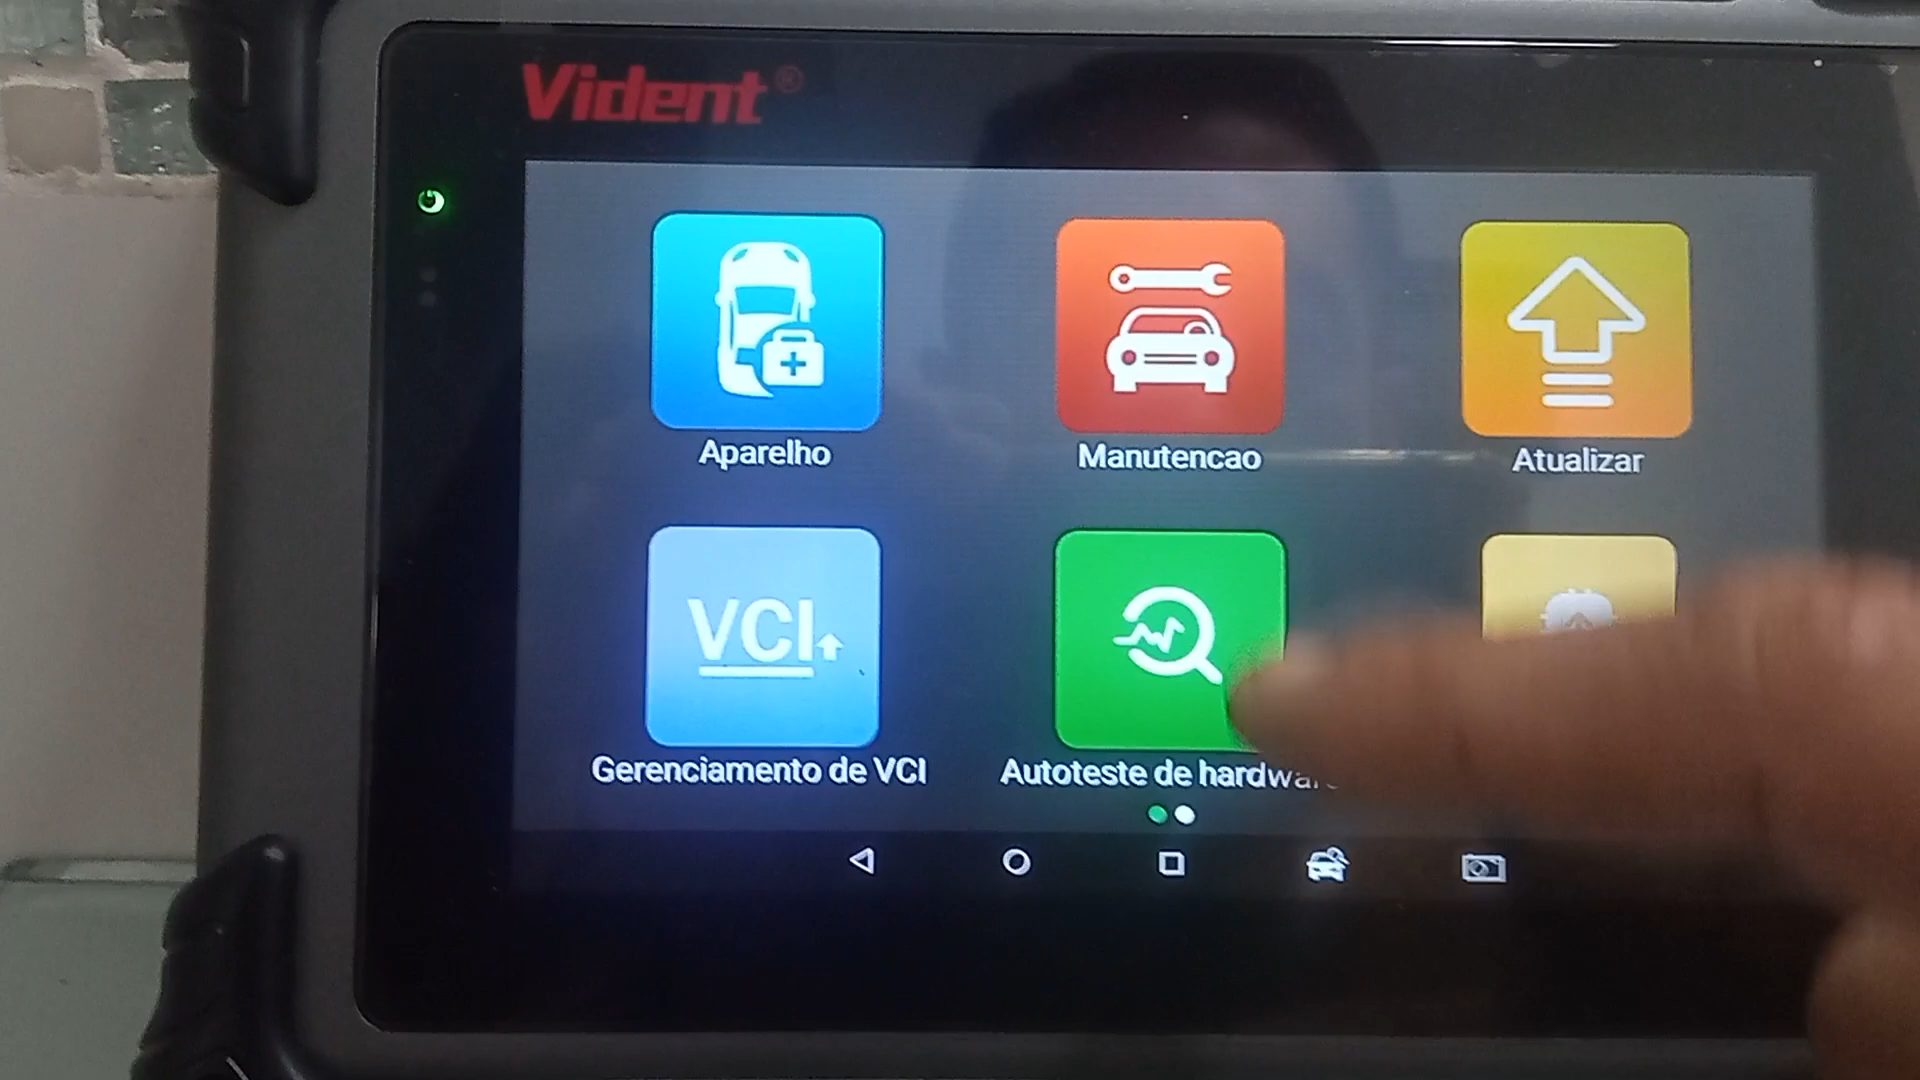 Vident®
Aparelho
Manutencao
Atualizar
VCI
Gerenciamento de VCI
Autoteste de